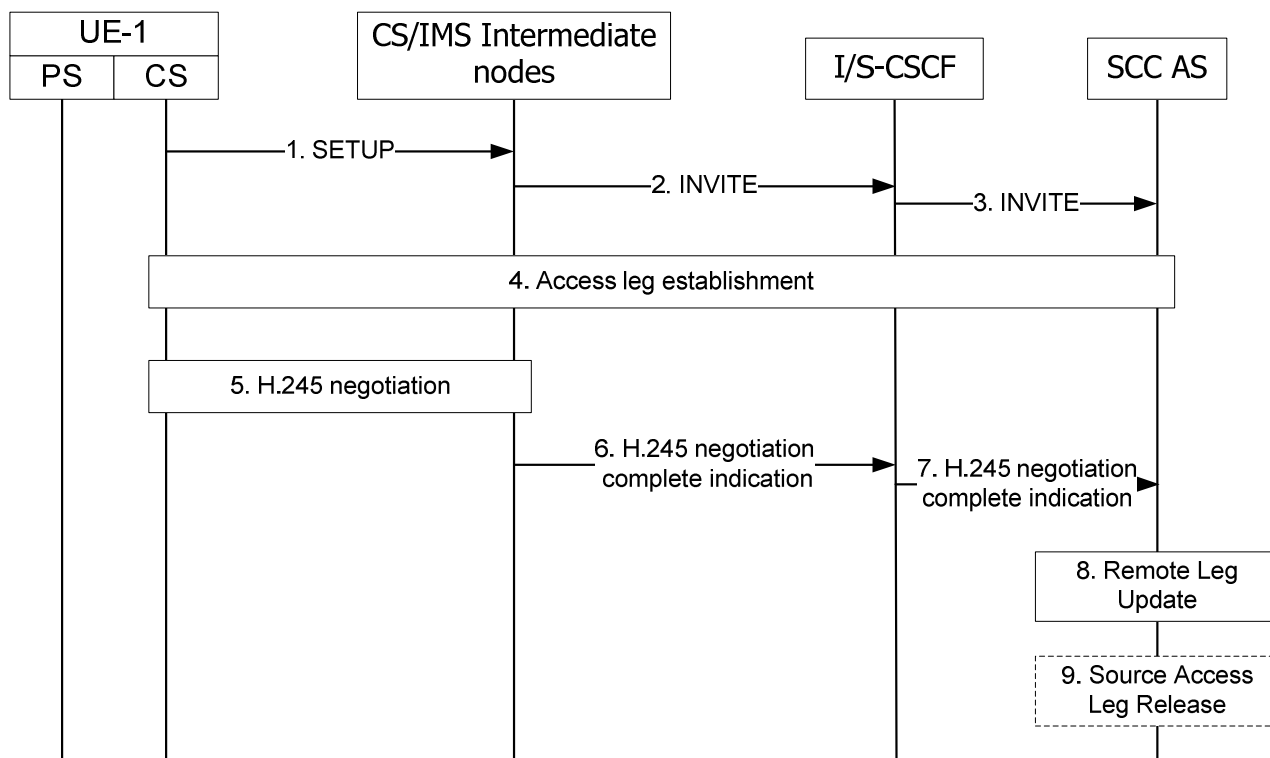 UE-1
PS
CS
CS/IMS Intermediate
nodes
I/S-CSCF
SCC AS
1. SETUP
2. INVITE
3. INVITE
4. Access leg establishment
5. H.245 negotiation
6. H.245 negotiation
complete indication
7. H.245 negotiation
complete indication
8. Remote Leg
Update
9. Source Access
Leg Release